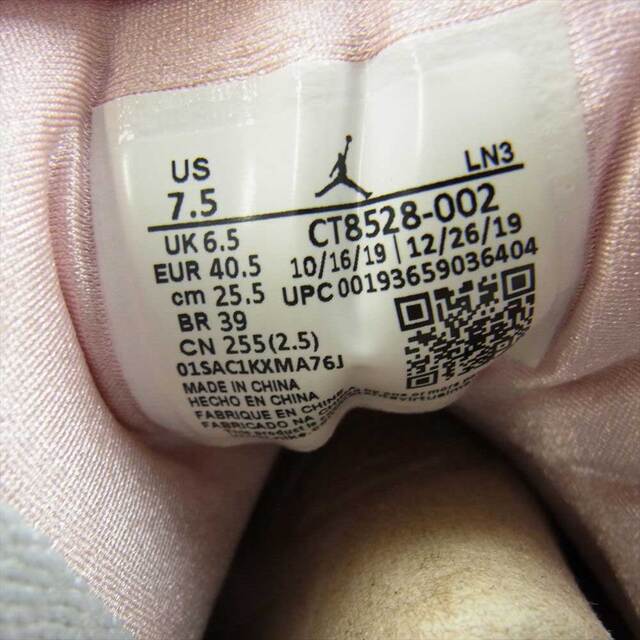 US LN3
7.5 CT8528-002
UK 6.5 10/16/19 | 12/26/19
EUR 40.5 UPC 00193659036404
cm 25.5
BR 39
CN 255(2.5)
01SAC1KXMA76J
MADE IN CHINA
HECHO EN CHINA
FABRIQUE EN CHINE
FABRICADO NA